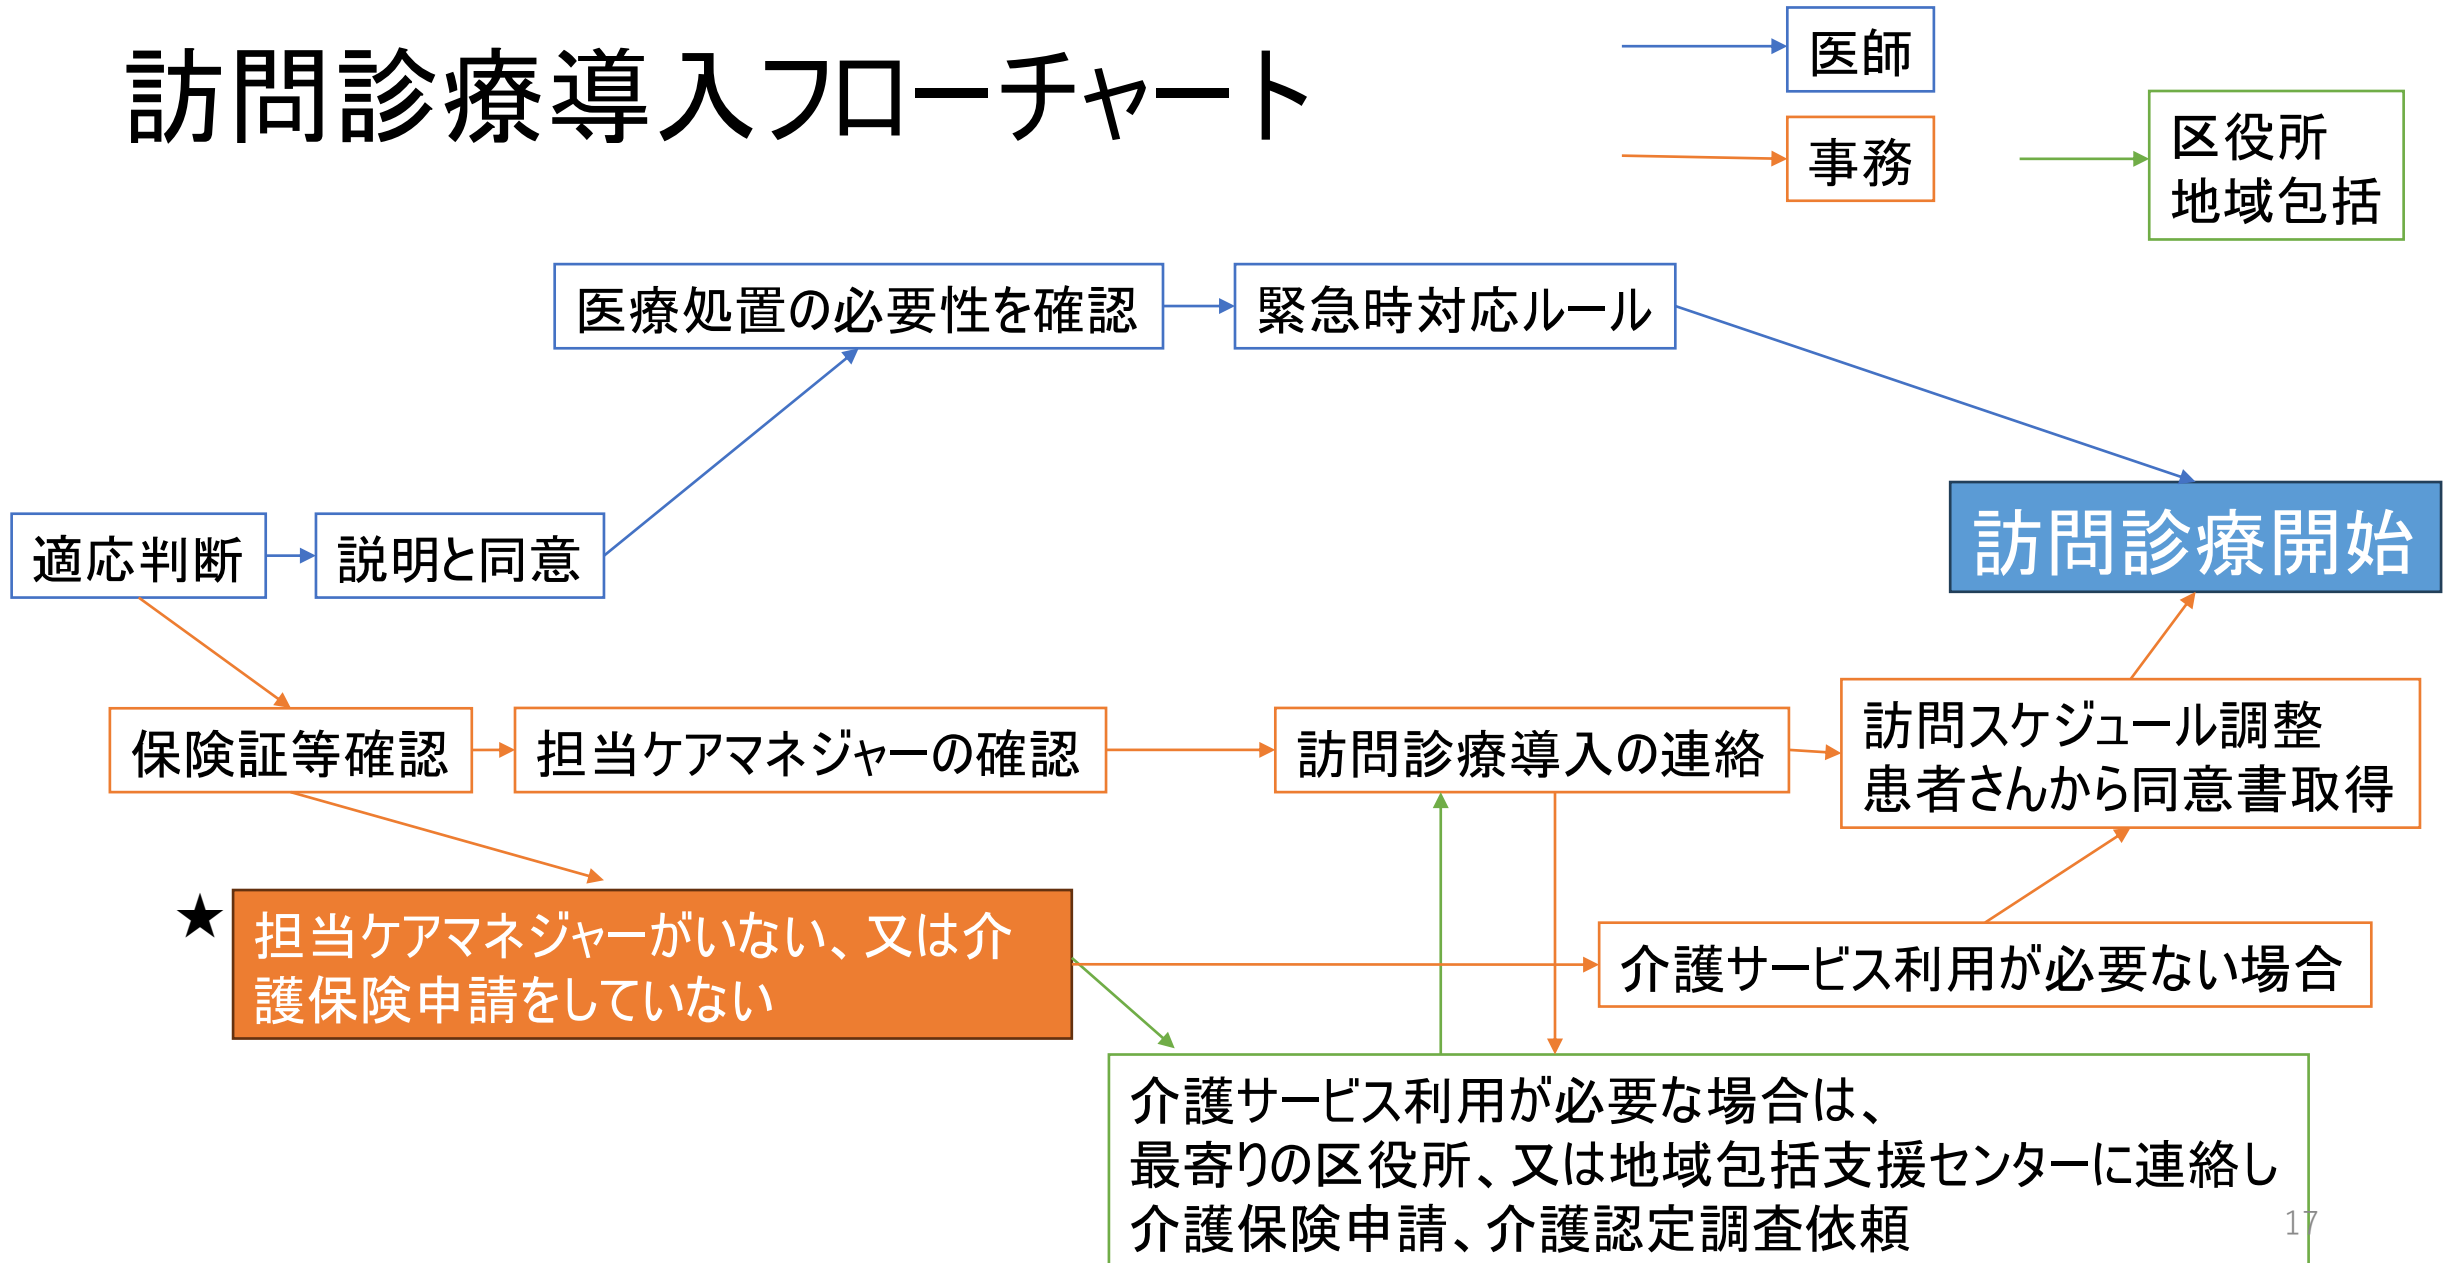 訪問診療導入フローチャート
医師
事務
区役所
地域包括
医療処置の必要性を確認
緊急時対応ルール
適応判断
説明と同意
訪問診療開始
保険証等確認
担当ケアマネジャーの確認
訪問診療導入の連絡
訪問スケジュール調整
患者さんから同意書取得
★
担当ケアマネジャーがいない、又は介
護保険申請をしていない
介護サービス利用が必要ない場合
介護サービス利用が必要な場合は、
最寄りの区役所、又は地域包括支援センターに連絡し
介護保険申請、介護認定調査依頼
17